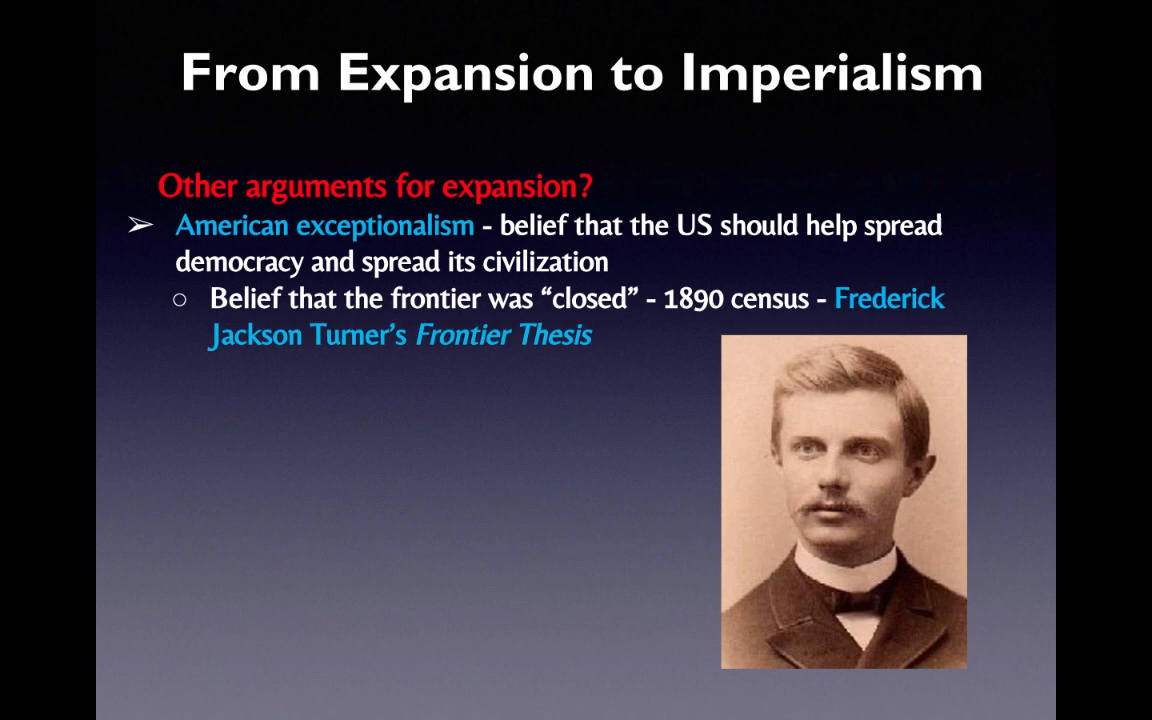 From Expansion to Imperialism
Other arguments for expansion?
➢ American exceptionalism - belief that the US should help spread
democracy and spread its civilization
○ Belief that the frontier was “closed” - 1890 census - Frederick
Jackson Turner’s Frontier Thesis